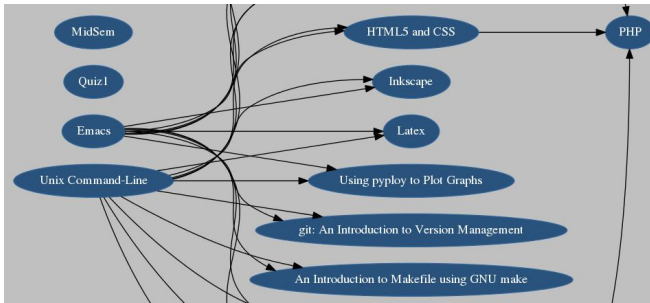 MidSem
HTML5 and CSS
PHP
Quiz1
Inkscape
Emacs
Latex
Unix Command-Line
Using pyploy to Plot Graphs
git: An Introduction to Version Management
An Introduction to Makefile using GNU make